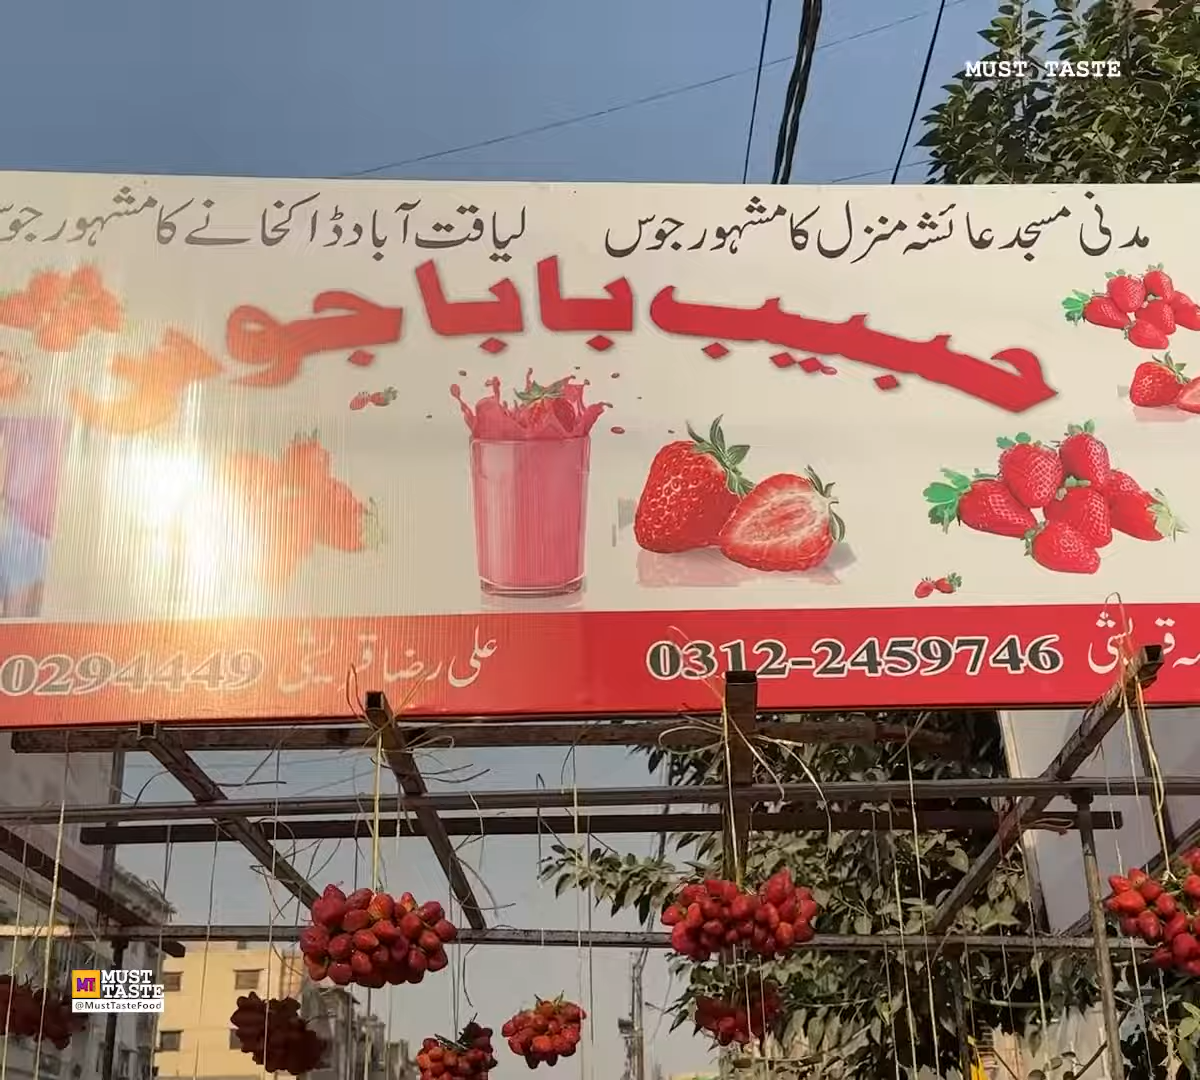 MUST TASTE
مدنی مسجد عائشہ منزل کا مشہور جوس
لیاقت آباد ڈاکخانے کا مشہور
حبیب بابا جوس
قریشی 0312-2459746
علی رضا قریشی 0294449
MT MUST TASTE
@MustTasteFood